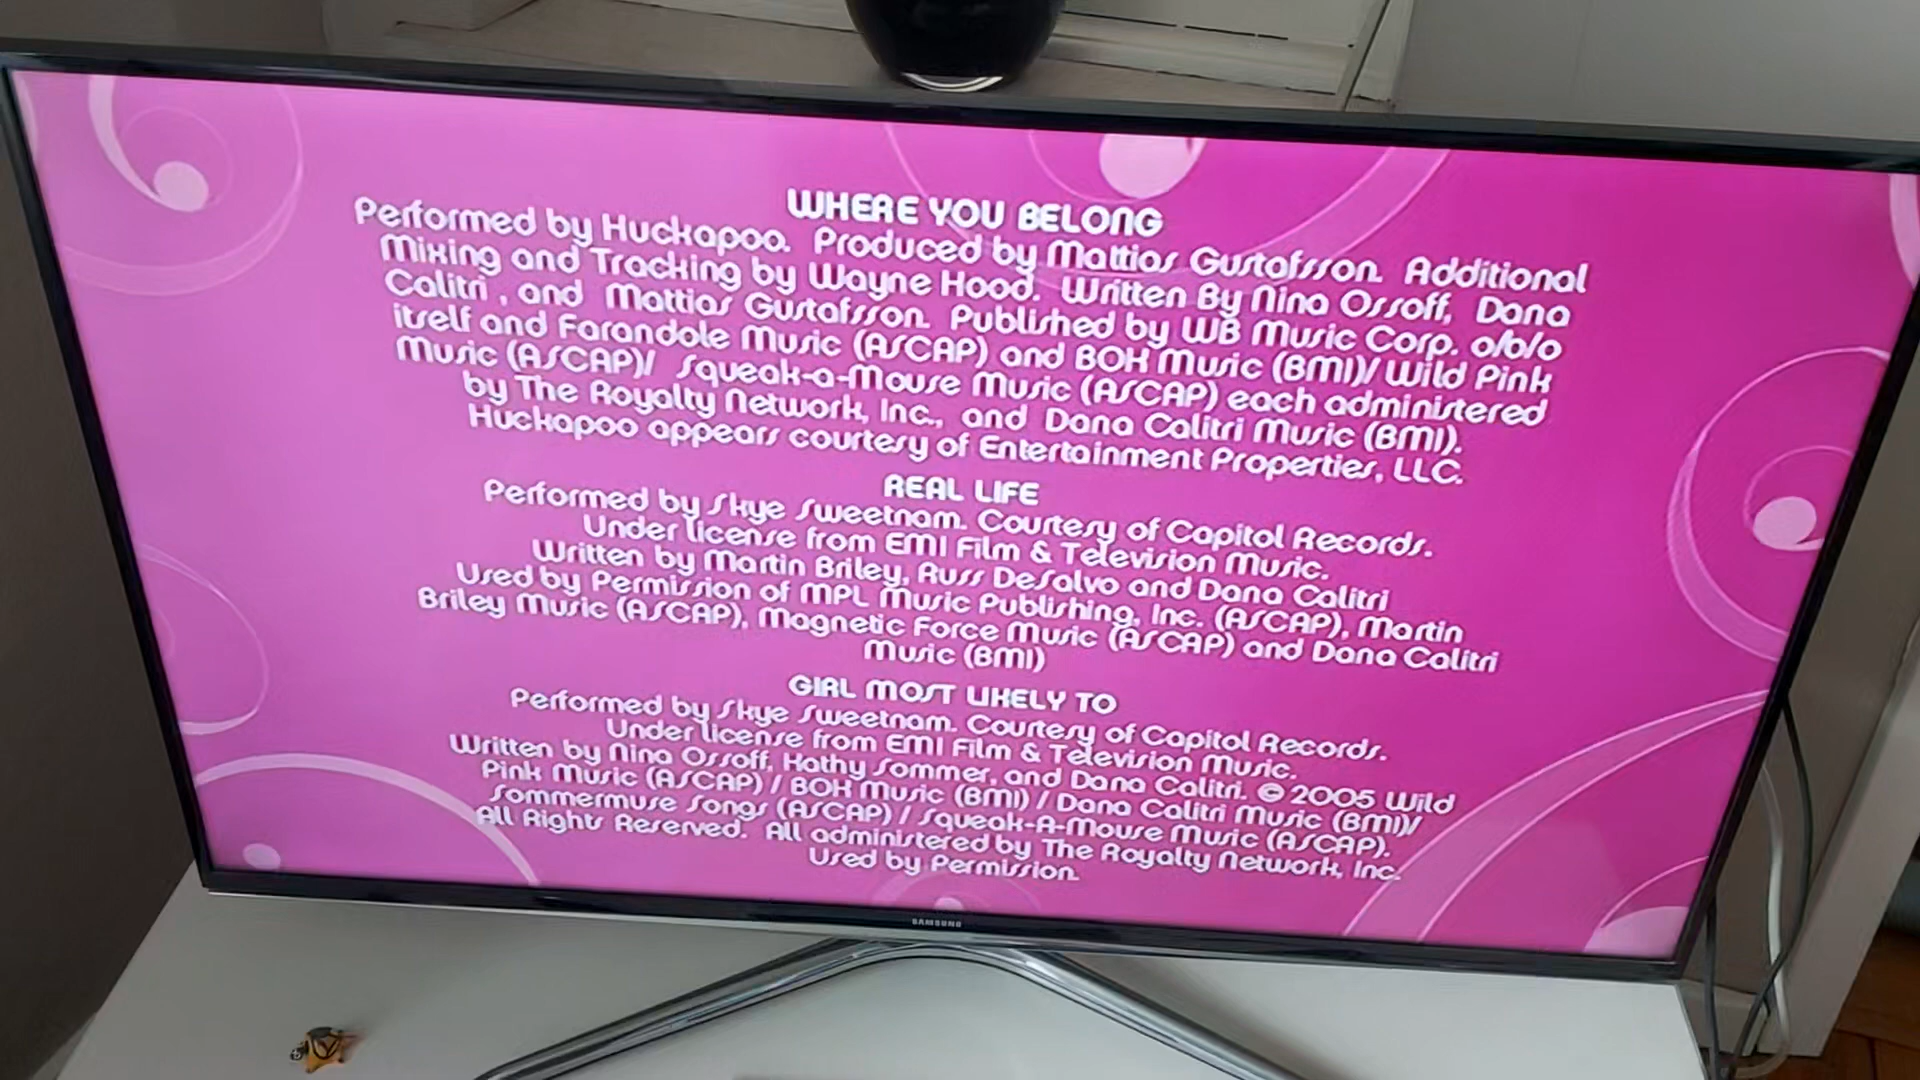 WHERE YOU BELONG
Performed by Huckapoo. Produced by Mattias Gustafsson. Additional
Mixing and Tracking by Wayne Hood. Written By Nina Ossoff, Dana
Calitri , and Mattias Gustafsson. Published by WB Music Corp. o/b/o
itself and Farandole Music (ASCAP) and BOK Music (BMI)/ Wild Pink
Music (ASCAP)/ Squeak-a-Mouse Music (ASCAP) each administered
by The Royalty Network, Inc., and Dana Calitri Music (BMI).
Huckapoo appears courtesy of Entertainment Properties, LLC.
REAL LIFE
Performed by Skye Sweetnam. Courtesy of Capitol Records.
Under license from EMI Film & Television Music.
Written by Martin Briley, Russ DeSalvo and Dana Calitri
Used by Permission of MPL Music Publishing, Inc. (ASCAP), Martin
Briley Music (ASCAP), Magnetic Force Music (ASCAP) and Dana Calitri
Music (BMI)
GIRL MOST LIKELY TO
Performed by Skye Sweetnam. Courtesy of Capitol Records.
Under license from EMI Film & Television Music.
Written by Nina Ossoff, Kathy Sommer, and Dana Calitri. © 2005 Wild
Pink Music (ASCAP) / BOK Music (BMI) / Dana Calitri Music (BMI)/
Sommermuse Songs (ASCAP) / Squeak-A-Mouse Music (ASCAP).
All Rights Reserved. All administered by The Royalty Network, Inc.
Used by Permission.
SAMSUNG